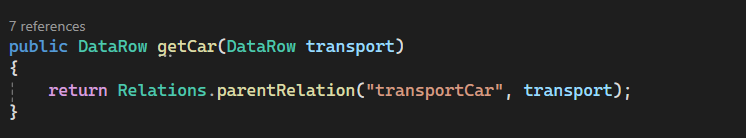 7 references
public DataRow getCar(DataRow transport)
{
    return Relations.parentRelation("transportCar", transport);
}